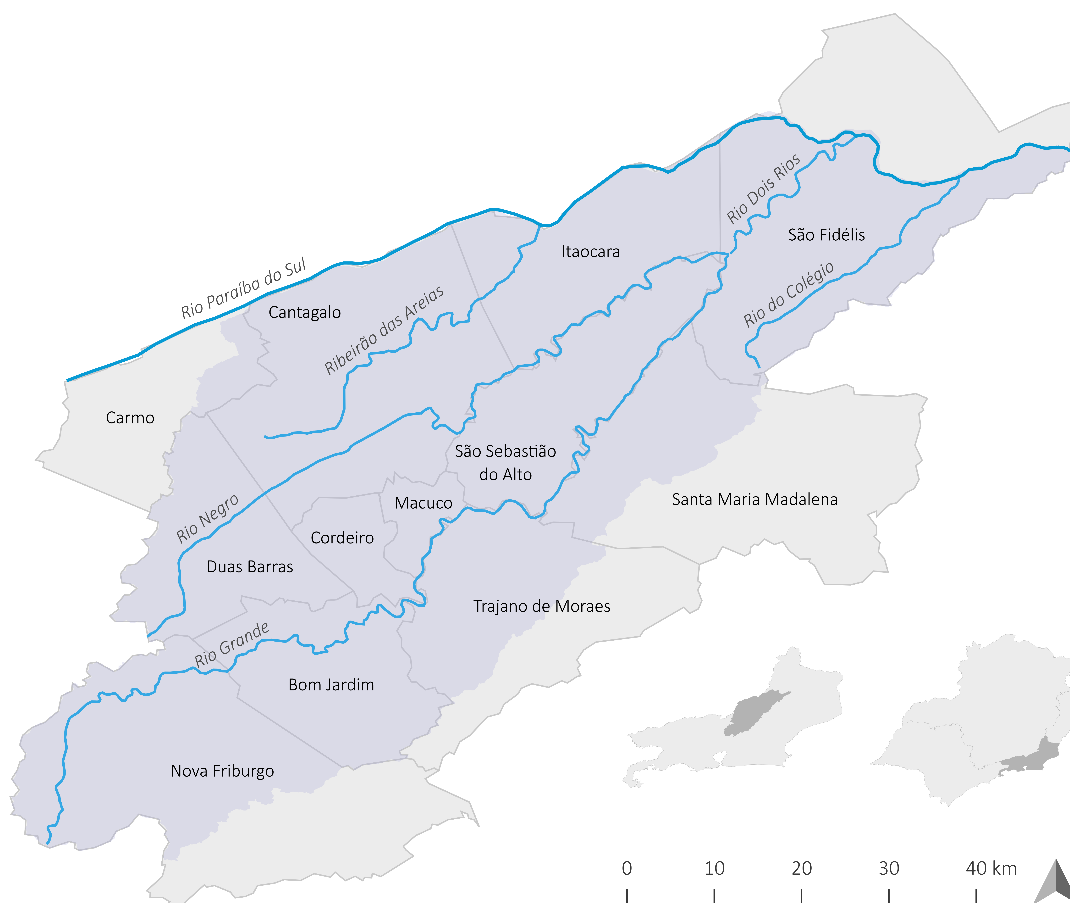 Rio Dois Rios
São Fidélis
Itaocara
Rio Paraíba do Sul
Rio do Colégio
Cantagalo
Ribeirão das Areias
Carmo
São Sebastião
do Alto
Macuco
Santa Maria Madalena
Rio Negro
Cordeiro
Duas Barras
Trajano de Moraes
Rio Grande
Bom Jardim
Nova Friburgo
0 10 20 30 40 km